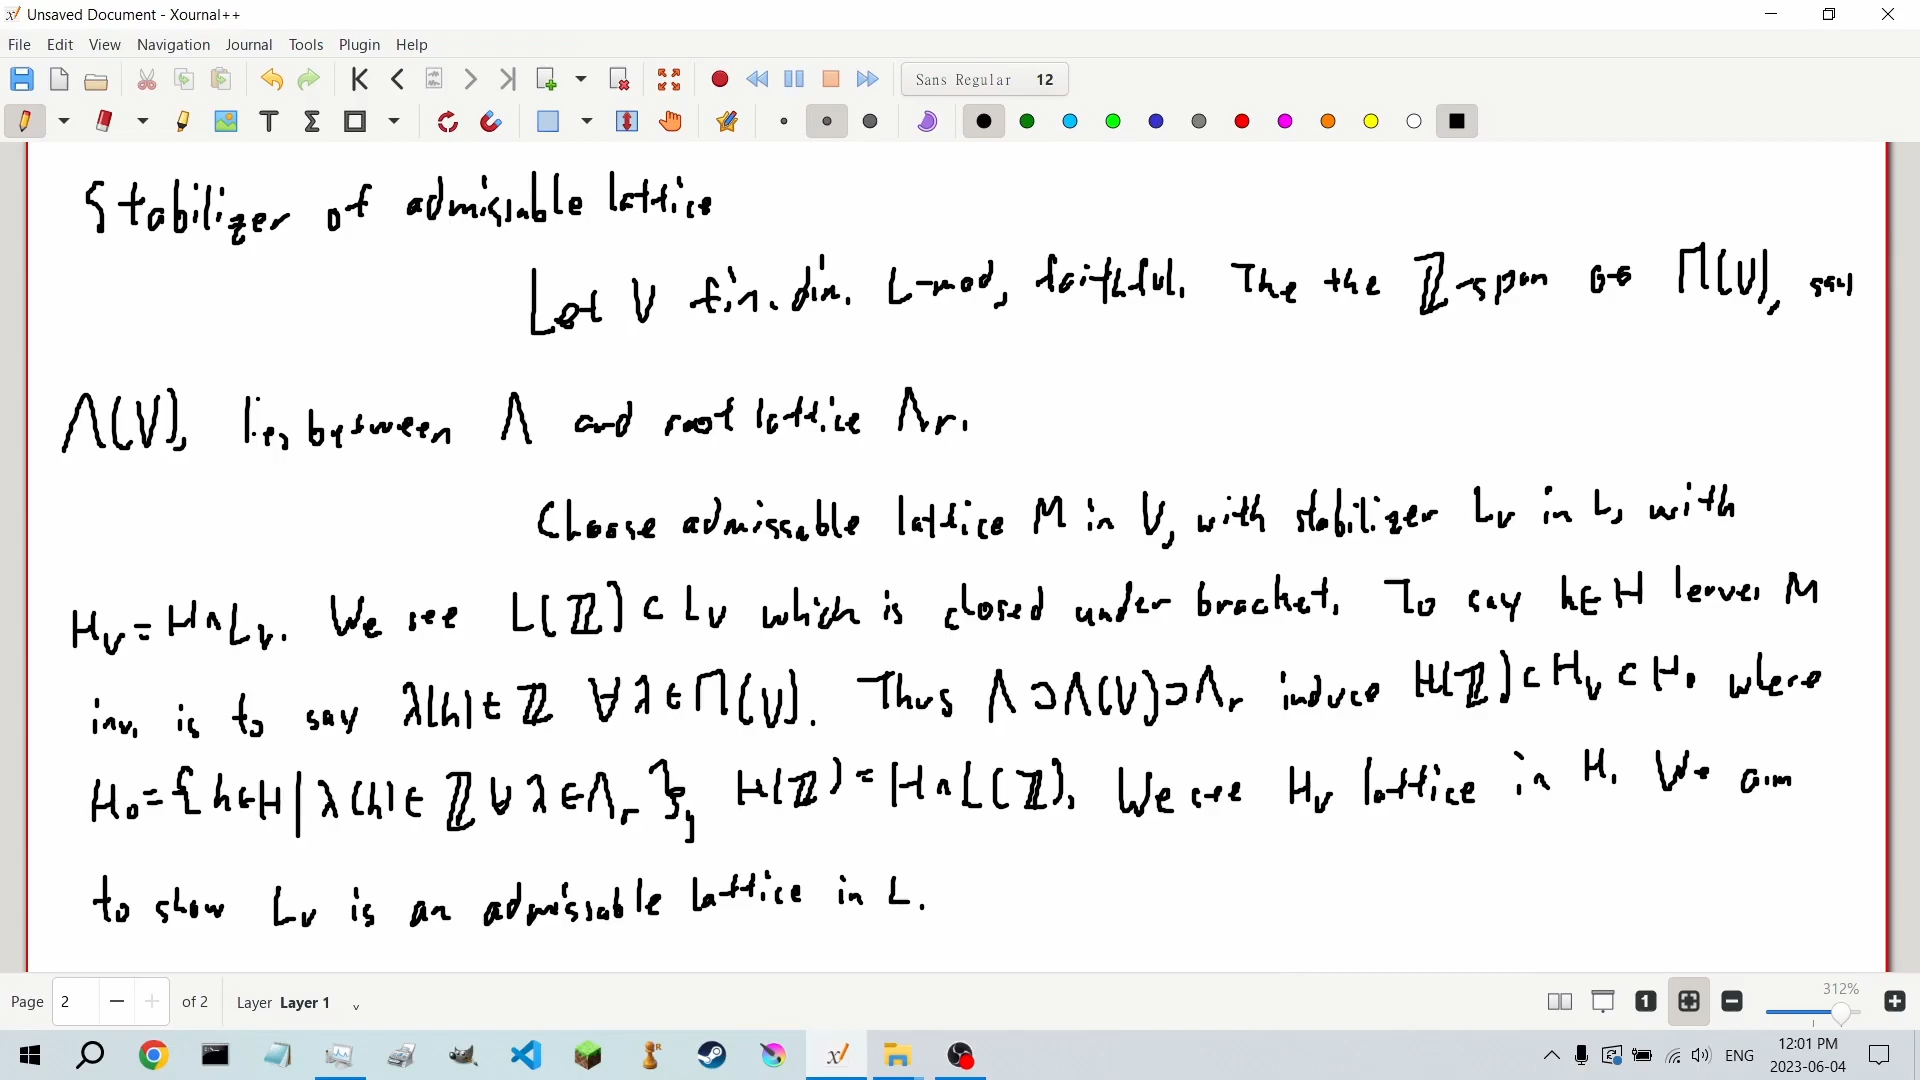 Unsaved Document - Xournal++
File Edit View Navigation Journal Tools Plugin Help
Sans Regular 12
Stabilizer of admissable lattice
Let V fin. dim. L-mod, faithful. The the ℤ-span of Π(V), say
Λ(V), lies between Λ and root lattice Λr.
Choose admissable lattice M in V, with stabilizer Lv in L, with
Hv = H∩Lv. We see L(ℤ) ⊂ Lv which is closed under bracket. To say h∈H leaves M
inv. is to say λ(h)∈ℤ ∀λ∈Π(V). Thus Λ⊃Λ(V)⊃Λr induce H(ℤ)⊂Hv⊂H₀ where
H₀={h∈H|λ(h)∈ℤ∀λ∈Λr}, H(ℤ)=H∩L(ℤ). We see Hv lattice in H. We aim
to show Lv is an admissable lattice in L.
Page 2 of 2 Layer Layer 1 312%
ENG 12:01 PM
2023-06-04